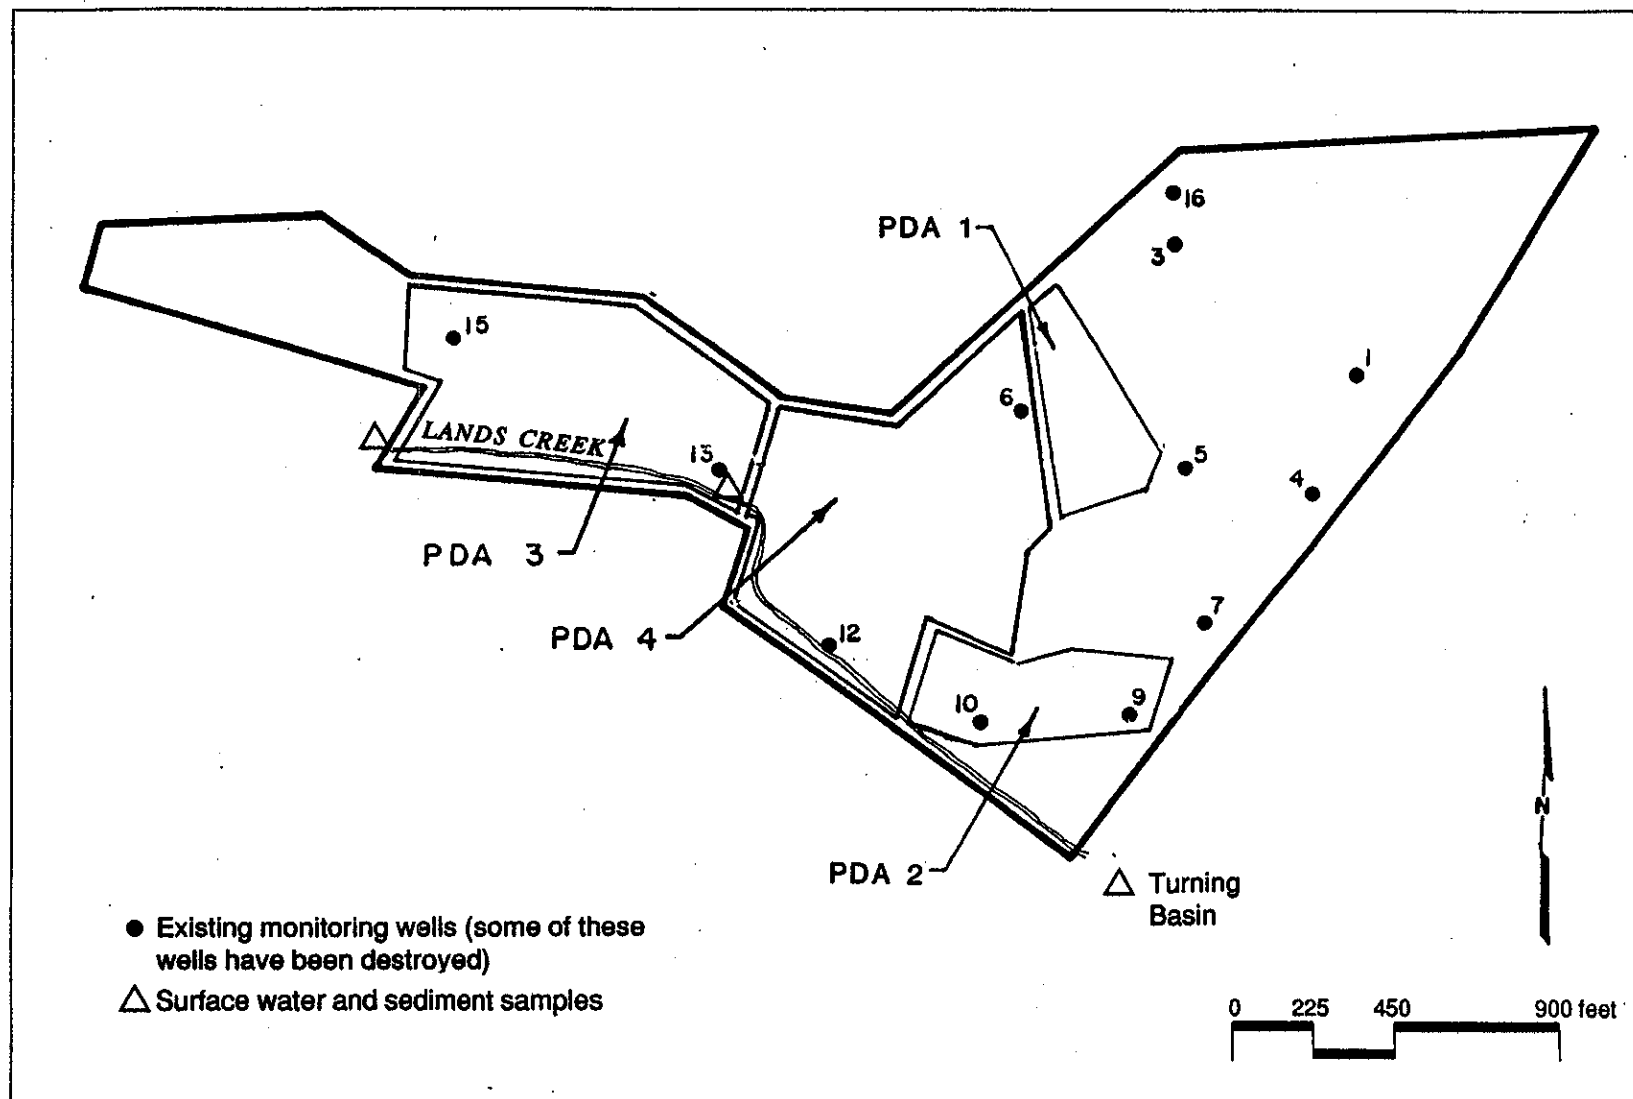 16
PDA 1
3
15
1
6
LANDS CREEK
13
5
4
PDA 3
7
PDA 4
12
9
10
N
PDA 2
Turning
Basin
● Existing monitoring wells (some of these
wells have been destroyed)
△ Surface water and sediment samples
0 225 450 900 feet